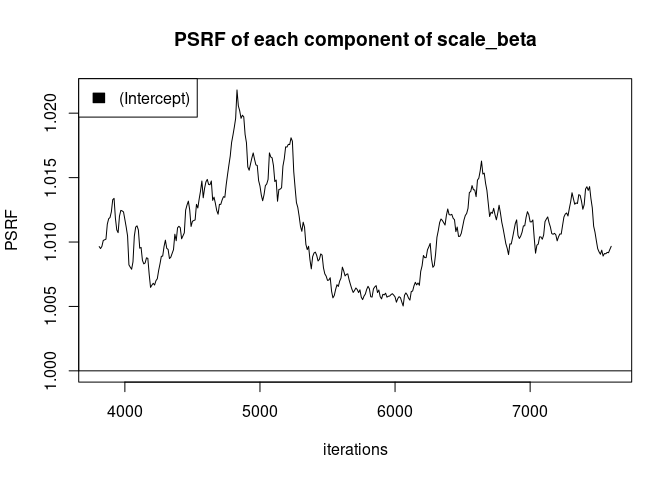 PSRF of each component of scale_beta
(Intercept)
PSRF
1.020
1.015
1.010
1.005
1.000
4000 5000 6000 7000
iterations